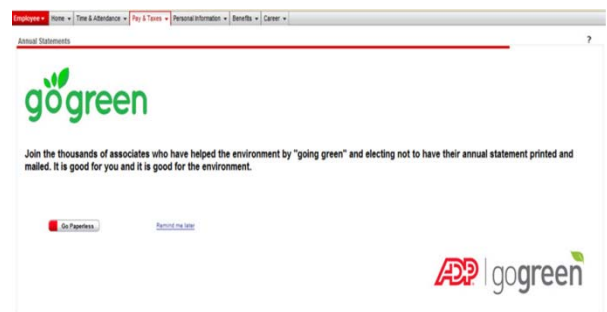 Employee Home Time & Attendance Pay & Taxes Personal Information Benefits Career
Annual Statements ?
gogreen
Join the thousands of associates who have helped the environment by "going green" and electing not to have their annual statement printed and
mailed. It is good for you and it is good for the environment.
Go Paperless Remind me later
ADP gogreen